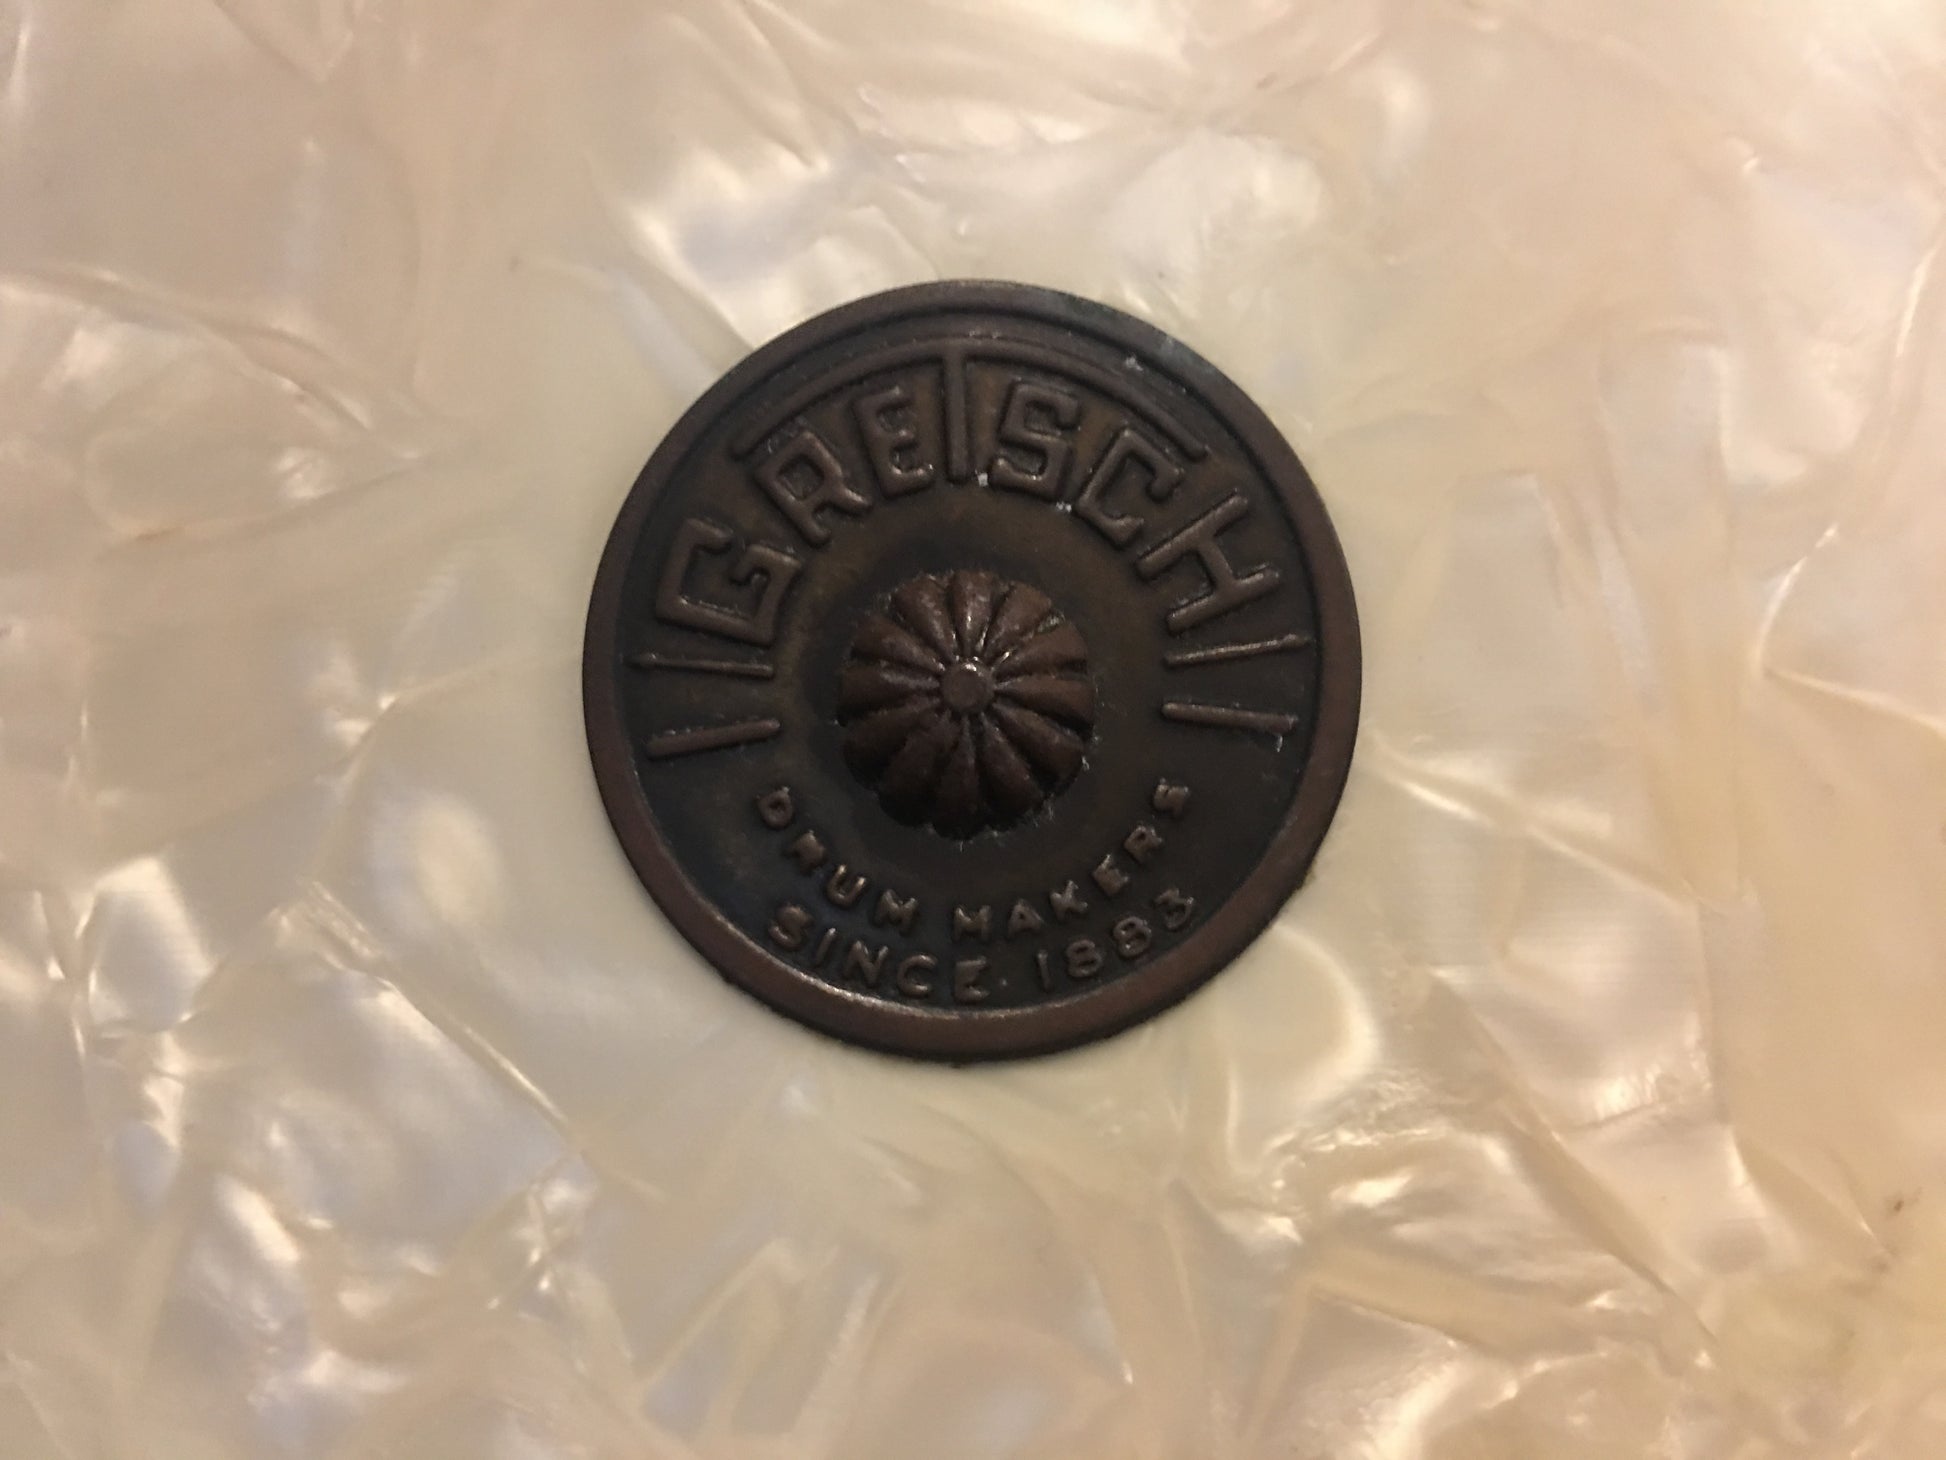 GRETSCH
DRUM MAKERS
SINCE · 1883